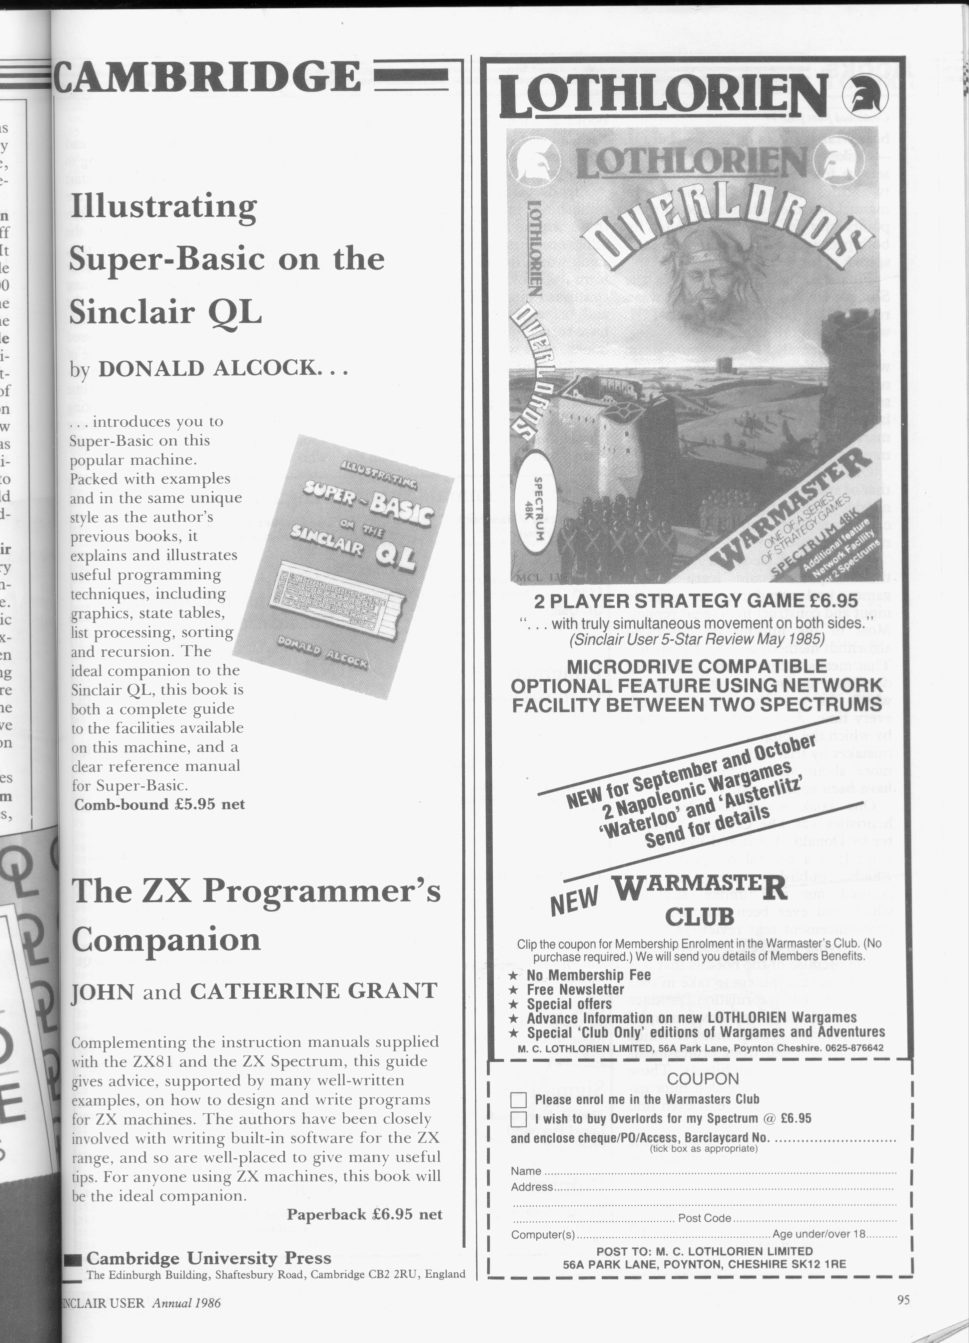 CAMBRIDGE
Illustrating
Super-Basic on the
Sinclair QL
by DONALD ALCOCK. . .
. . . introduces you to
Super-Basic on this
popular machine.
Packed with examples
and in the same unique
style as the author's
previous books, it
explains and illustrates
useful programming
techniques, including
graphics, state tables,
list processing, sorting
and recursion. The
ideal companion to the
Sinclair QL, this book is
both a complete guide
to the facilities available
on this machine, and a
clear reference manual
for Super-Basic.
Comb-bound £5.95 net
ILLUSTRATING
SUPER-BASIC
ON THE
SINCLAIR QL
DONALD ALCOCK
The ZX Programmer's
Companion
JOHN and CATHERINE GRANT
Complementing the instruction manuals supplied
with the ZX81 and the ZX Spectrum, this guide
gives advice, supported by many well-written
examples, on how to design and write programs
for ZX machines. The authors have been closely
involved with writing built-in software for the ZX
range, and so are well-placed to give many useful
tips. For anyone using ZX machines, this book will
be the ideal companion.
Paperback £6.95 net
Cambridge University Press
The Edinburgh Building, Shaftesbury Road, Cambridge CB2 2RU, England
LOTHLORIEN
LOTHLORIEN
OVERLORDS
LOTHLORIEN
OVERLORDS
SPECTRUM
48K
WARMASTER
ONE OF A SERIES
OF STRATEGY GAMES
SPECTRUM 48K
Additional feature
Network Facility
for 2 Spectrums
2 PLAYER STRATEGY GAME £6.95
". . . with truly simultaneous movement on both sides."
(Sinclair User 5-Star Review May 1985)
MICRODRIVE COMPATIBLE
OPTIONAL FEATURE USING NETWORK
FACILITY BETWEEN TWO SPECTRUMS
NEW for September and October
2 Napoleonic Wargames
'Waterloo' and 'Austerlitz'
Send for details
NEW WARMASTER
CLUB
Clip the coupon for Membership Enrolment in the Warmaster's Club. (No
purchase required.) We will send you details of Members Benefits.
★ No Membership Fee
★ Free Newsletter
★ Special offers
★ Advance Information on new LOTHLORIEN Wargames
★ Special 'Club Only' editions of Wargames and Adventures
M. C. LOTHLORIEN LIMITED, 56A Park Lane, Poynton Cheshire. 0625-876642
COUPON
Please enrol me in the Warmasters Club
I wish to buy Overlords for my Spectrum @ £6.95
and enclose cheque/PO/Access, Barclaycard No. ..............................
(tick box as appropriate)
Name ..............................
Address..............................
.............................. Post Code..............................
Computer(s).............................. Age under/over 18.........
POST TO: M. C. LOTHLORIEN LIMITED
56A PARK LANE, POYNTON, CHESHIRE SK12 1RE
SINCLAIR USER Annual 1986
95